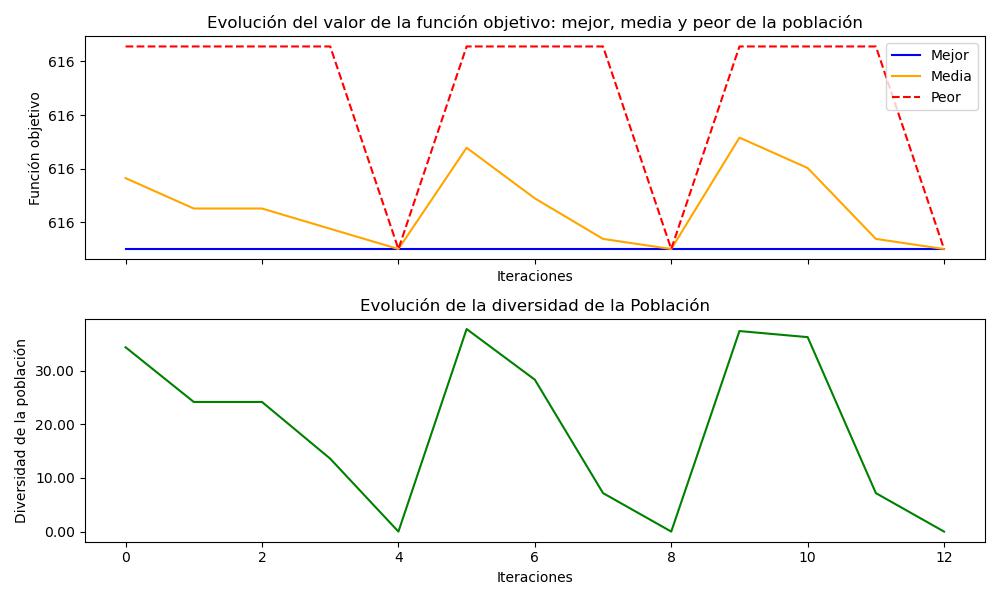 Evolución del valor de la función objetivo: mejor, media y peor de la población
Función objetivo
616
616
616
616
Mejor
Media
Peor
Iteraciones
Evolución de la diversidad de la Población
Diversidad de la población
30.00
20.00
10.00
0.00
0 2 4 6 8 10 12
Iteraciones